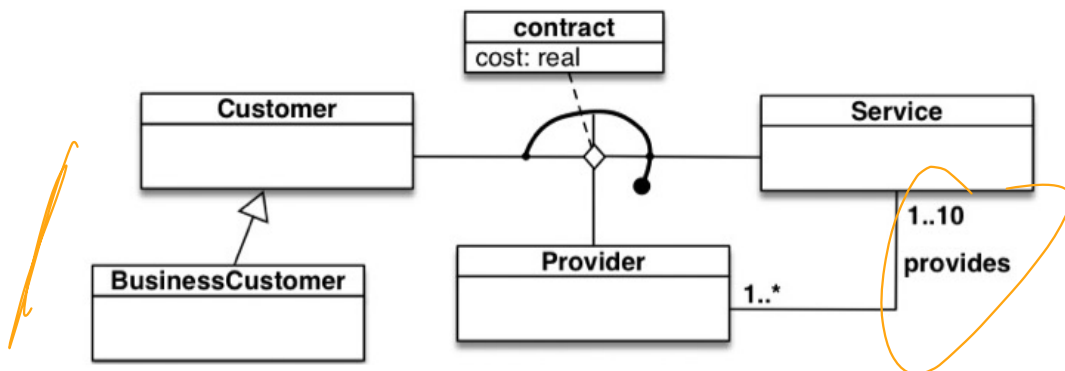 contract
cost: real
Customer
Service
1..10
provides
BusinessCustomer
Provider
1..*